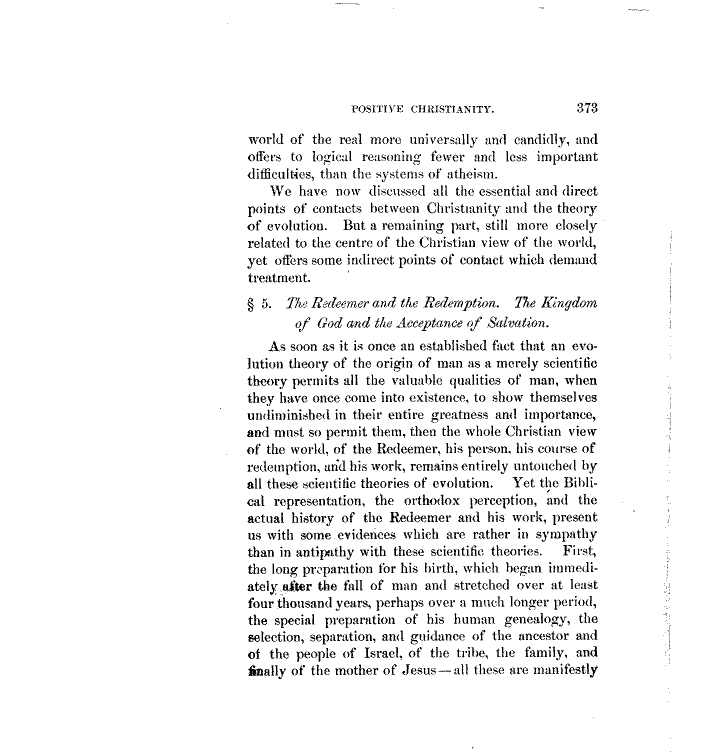 POSITIVE CHRISTIANITY. 373
world of the real more universally and candidly, and
offers to logical reasoning fewer and less important
difficulties, than the systems of atheism.
We have now discussed all the essential and direct
points of contacts between Christianity and the theory
of evolution. But a remaining part, still more closely
related to the centre of the Christian view of the world,
yet offers some indirect points of contact which demand
treatment.
§ 5. The Redeemer and the Redemption. The Kingdom
of God and the Acceptance of Salvation.
As soon as it is once an established fact that an evo-
lution theory of the origin of man as a merely scientific
theory permits all the valuable qualities of man, when
they have once come into existence, to show themselves
undiminished in their entire greatness and importance,
and must so permit them, then the whole Christian view
of the world, of the Redeemer, his person, his course of
redemption, and his work, remains entirely untouched by
all these scientific theories of evolution. Yet the Bibli-
cal representation, the orthodox perception, and the
actual history of the Redeemer and his work, present
us with some evidences which are rather in sympathy
than in antipathy with these scientific theories. First,
the long preparation for his birth, which began immedi-
ately after the fall of man and stretched over at least
four thousand years, perhaps over a much longer period,
the special preparation of his human genealogy, the
selection, separation, and guidance of the ancestor and
of the people of Israel, of the tribe, the family, and
finally of the mother of Jesus—all these are manifestly